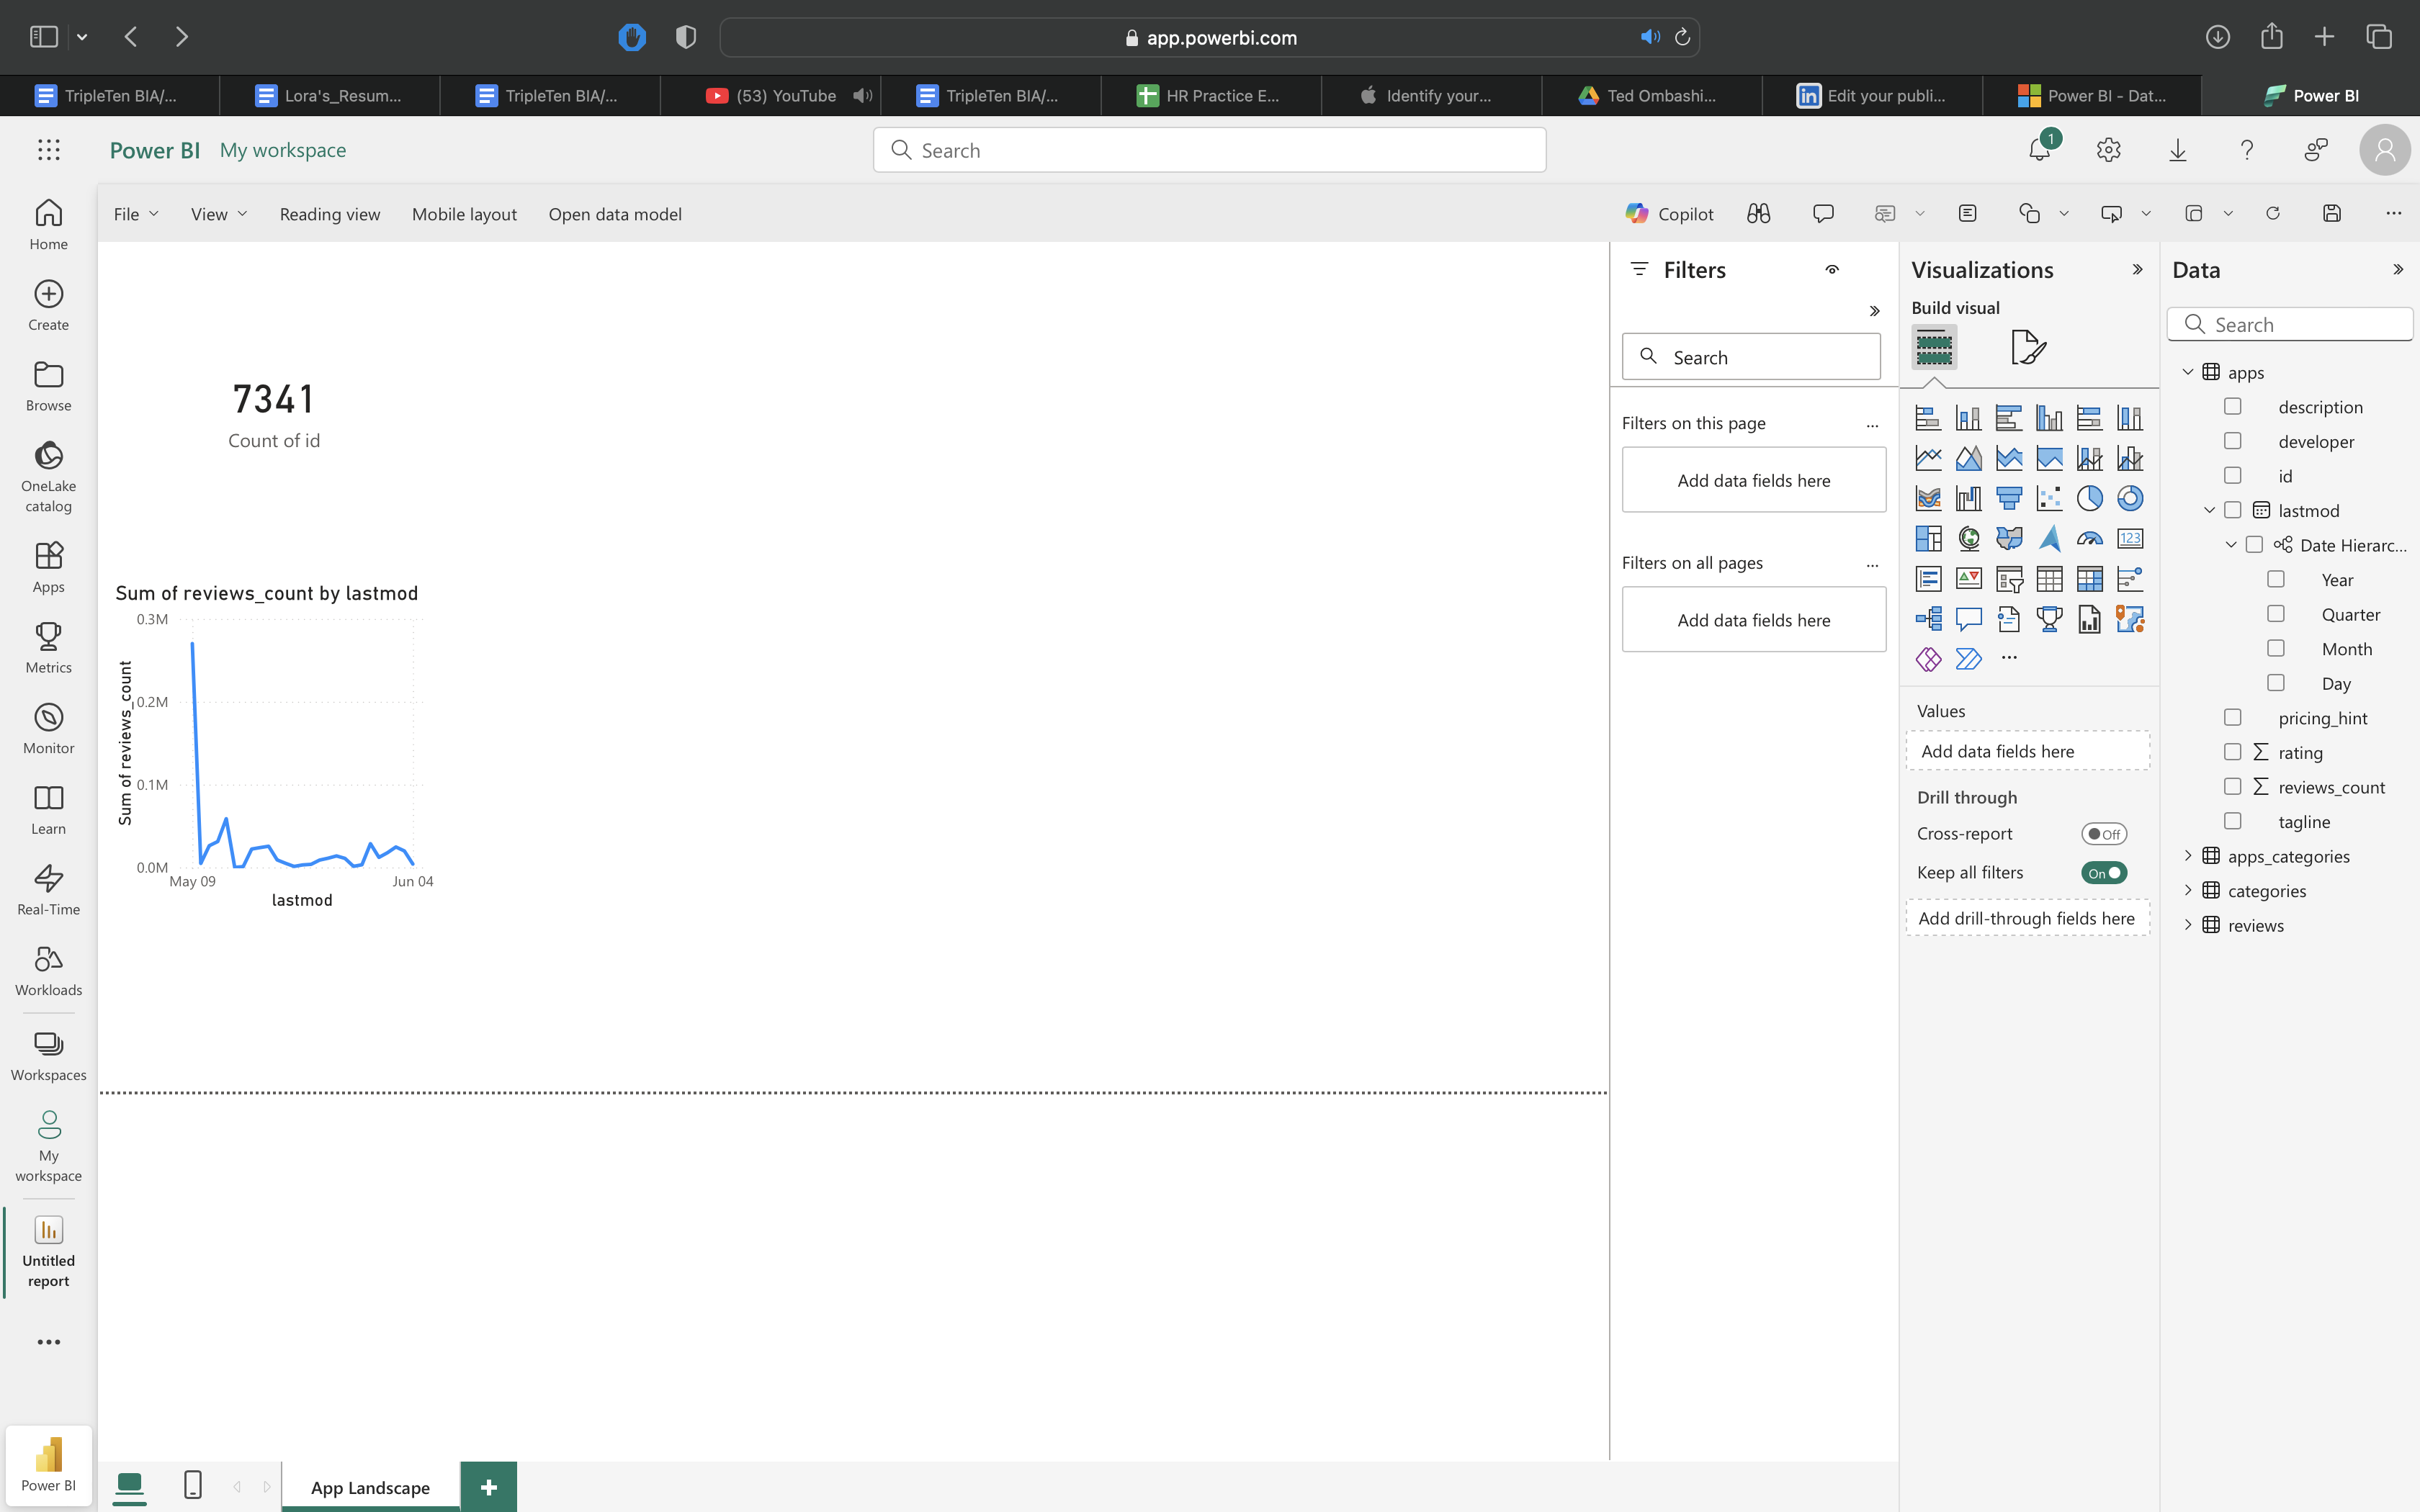 app.powerbi.com
TripleTen BIA/...
Lora's_Resum...
TripleTen BIA/...
(53) YouTube
TripleTen BIA/...
HR Practice E...
Identify your...
Ted Ombashi...
Edit your publi...
Power BI - Dat...
Power BI
Power BI My workspace
Search
1
File
View
Reading view
Mobile layout
Open data model
Copilot
Home
Create
Browse
OneLake
catalog
Apps
Metrics
Monitor
Learn
Real-Time
Workloads
Workspaces
My
workspace
Untitled
report
Power BI
7341
Count of id
Sum of reviews_count by lastmod
Sum of reviews_count
0.3M
0.2M
0.1M
0.0M
May 09
Jun 04
lastmod
Filters
Search
Filters on this page
Add data fields here
Filters on all pages
Add data fields here
Visualizations
Build visual
123
Values
Add data fields here
Drill through
Cross-report
Off
Keep all filters
On
Add drill-through fields here
Data
Search
apps
description
developer
id
lastmod
Date Hierarc...
Year
Quarter
Month
Day
pricing_hint
rating
reviews_count
tagline
apps_categories
categories
reviews
App Landscape